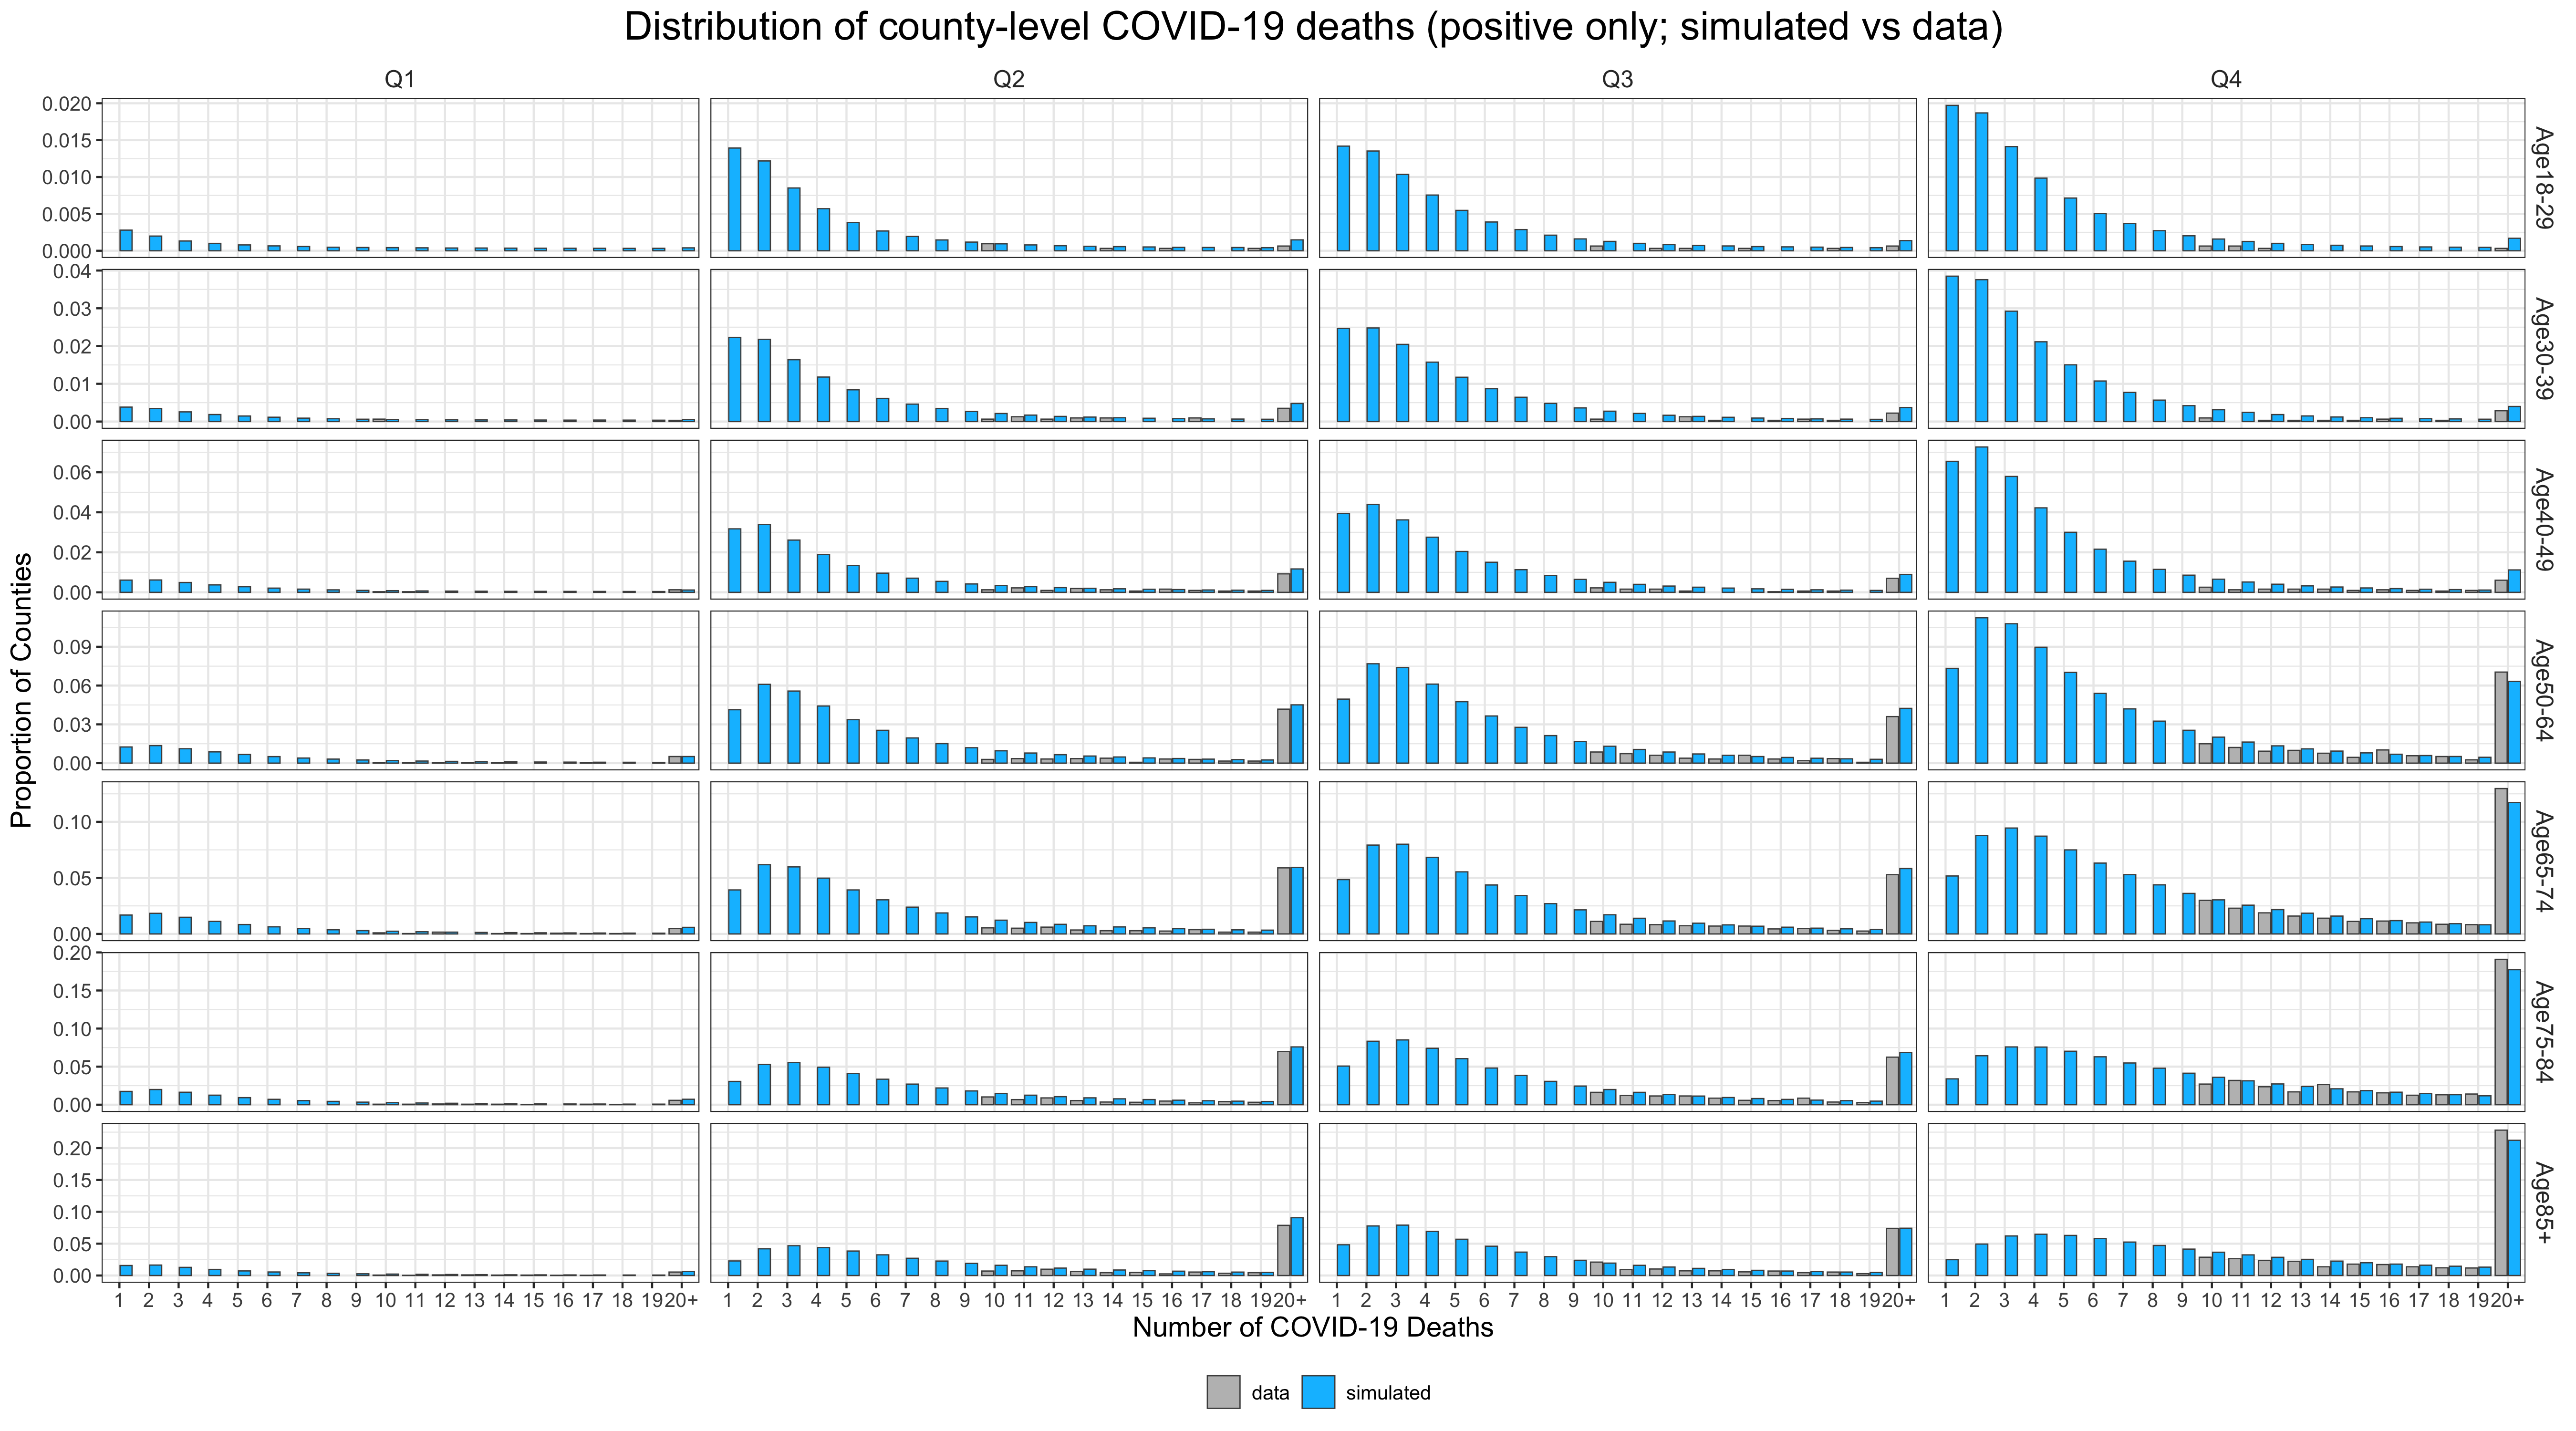 Distribution of county-level COVID-19 deaths (positive only; simulated vs data)
Q1 Q2 Q3 Q4
0.020
0.015
0.010
0.005
0.000
Age18-29
0.04
0.03
0.02
0.01
0.00
Age30-39
0.06
0.04
0.02
0.00
Age40-49
0.09
0.06
0.03
0.00
Age50-64
0.10
0.05
0.00
Age65-74
0.20
0.15
0.10
0.05
0.00
Age75-84
0.20
0.15
0.10
0.05
0.00
Age85+
Proportion of Counties
1 2 3 4 5 6 7 8 9 10 11 12 13 14 15 16 17 18 19 20+ 1 2 3 4 5 6 7 8 9 10 11 12 13 14 15 16 17 18 19 20+ 1 2 3 4 5 6 7 8 9 10 11 12 13 14 15 16 17 18 19 20+ 1 2 3 4 5 6 7 8 9 10 11 12 13 14 15 16 17 18 19 20+
Number of COVID-19 Deaths
data simulated